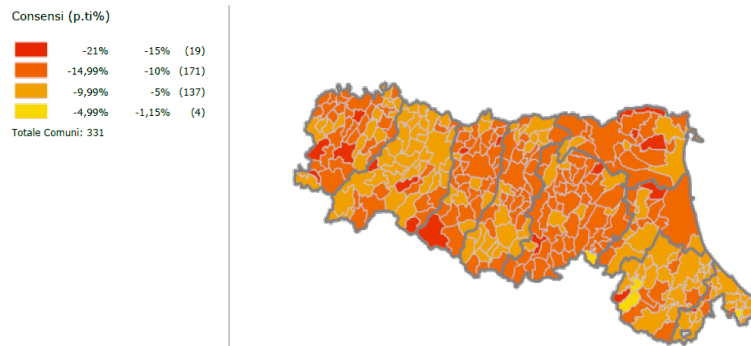 Consensi (p.ti%)
-21% -15% (19)
-14,99% -10% (171)
-9,99% -5% (137)
-4,99% -1,15% (4)
Totale Comuni: 331